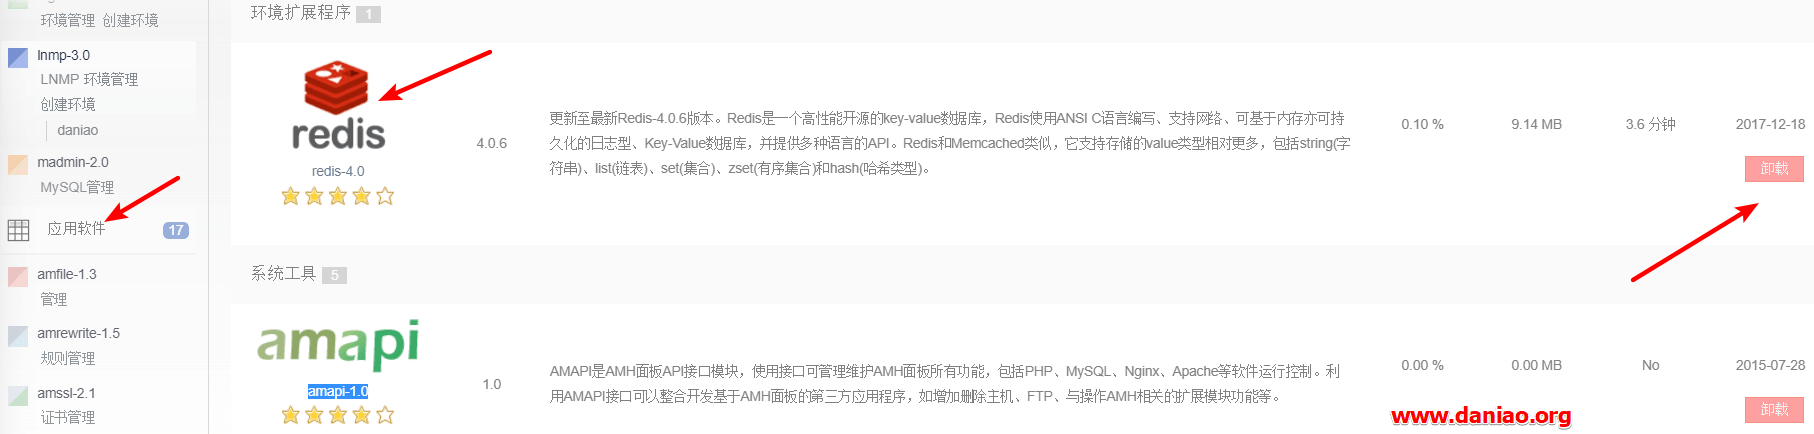 环境管理 创建环境
lnmp-3.0
LNMP 环境管理
创建环境
daniao
madmin-2.0
MySQL管理
应用软件 17
amfile-1.3
管理
amrewrite-1.5
规则管理
amssl-2.1
证书管理
环境扩展程序 1
redis
redis-4.0
4.0.6
更新至最新Redis-4.0.6版本。Redis是一个高性能开源的key-value数据库，Redis使用ANSI C语言编写、支持网络、可基于内存亦可持
久化的日志型、Key-Value数据库，并提供多种语言的API。Redis和Memcached类似，它支持存储的value类型相对更多，包括string(字
符串)、list(链表)、set(集合)、zset(有序集合)和hash(哈希类型)。
0.10 %
9.14 MB
3.6 分钟
2017-12-18
卸载
系统工具 5
amapi
amapi-1.0
1.0
AMAPI是AMH面板API接口模块，使用接口可管理维护AMH面板所有功能，包括PHP、MySQL、Nginx、Apache等软件运行控制。利
用AMAPI接口可以整合开发基于AMH面板的第三方应用程序，如增加删除主机、FTP、与操作AMH相关的扩展模块功能等。
0.00 %
0.00 MB
No
2015-07-28
卸载
www.daniao.org